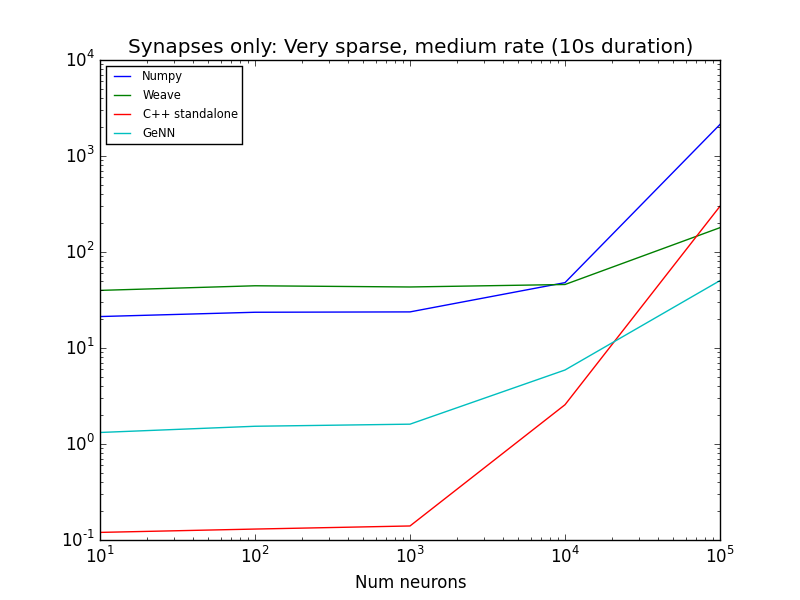 Synapses only: Very sparse, medium rate (10s duration)
10^4
10^3
10^2
10^1
10^0
10^-1
Numpy
Weave
C++ standalone
GeNN
10^1 10^2 10^3 10^4 10^5
Num neurons